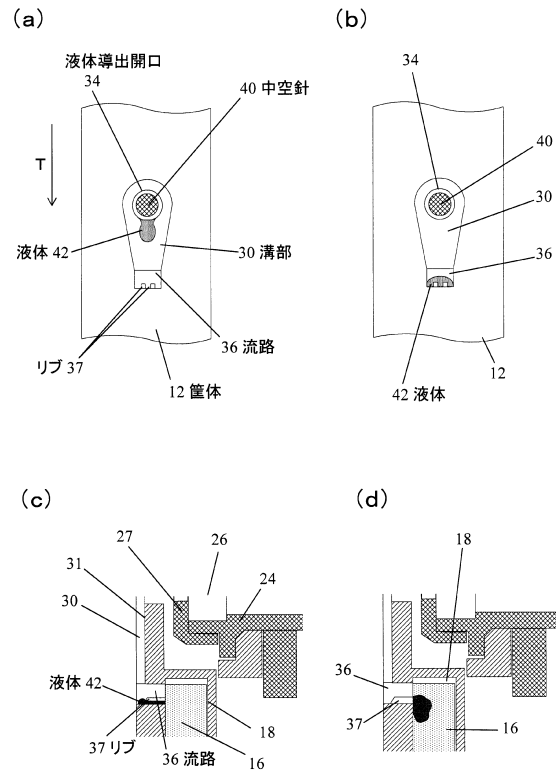 (a)
液体導出開口
34
40 中空針
T
液体 42
30 溝部
36 流路
リブ 37
12 筐体
(b)
34
40
30
36
12
42 液体
(c)
27
26
31
24
30
液体 42
18
37 リブ
36 流路
16
(d)
18
36
37
16